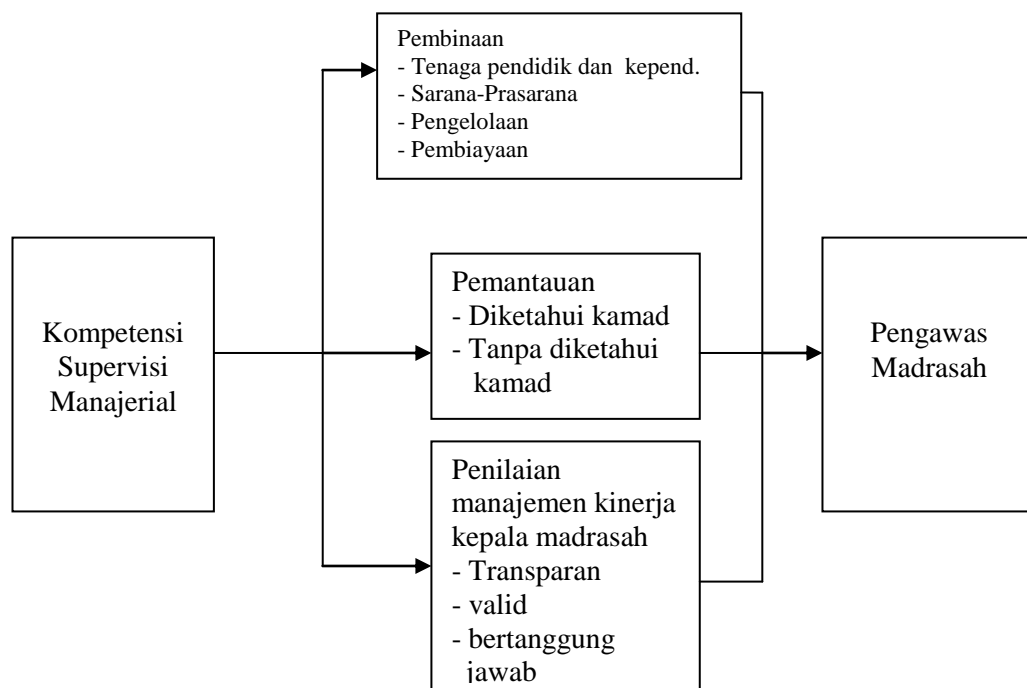 Pembinaan
- Tenaga pendidik dan kepend.
- Sarana-Prasarana
- Pengelolaan
- Pembiayaan
Kompetensi
Supervisi
Manajerial
Pemantauan
- Diketahui kamad
- Tanpa diketahui
kamad
Penilaian
manajemen kinerja
kepala madrasah
- Transparan
- valid
- bertanggung
jawab
Pengawas
Madrasah